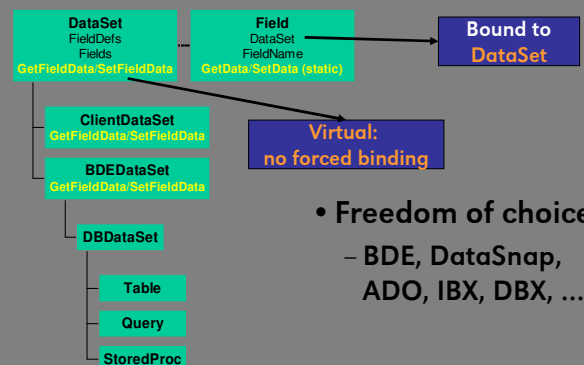 DataSet
FieldDefs
Fields
GetFieldData/SetFieldData
Field
DataSet
FieldName
GetData/SetData (static)
Bound to
DataSet
ClientDataSet
GetFieldData/SetFieldData
Virtual:
no forced binding
BDEDataSet
GetFieldData/SetFieldData
DBDataSet
Table
Query
StoredProc
• Freedom of choice
– BDE, DataSnap,
ADO, IBX, DBX, ...